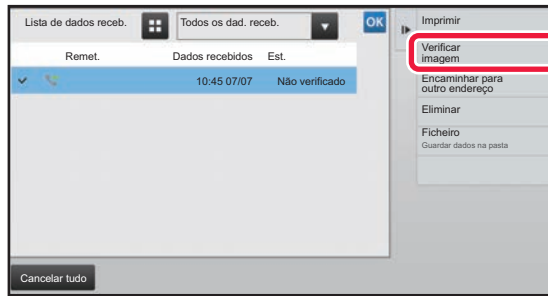 Lista de dados receb.
Todos os dad. receb.
OK
Remet.
Dados recebidos
Est.
10:45 07/07
Não verificado
Cancelar tudo
Imprimir
Verificar
imagem
Encaminhar para
outro endereço
Eliminar
Ficheiro
Guardar dados na pasta